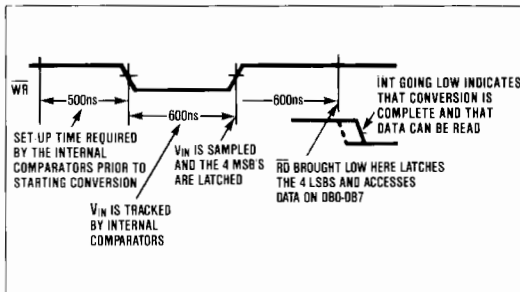 W̅R̅
500ns
600ns
600ns
INT GOING LOW INDICATES
THAT CONVERSION IS
COMPLETE AND THAT
DATA CAN BE READ
SET-UP TIME REQUIRED
BY THE INTERNAL
COMPARATORS PRIOR TO
STARTING CONVERSION
VIN IS SAMPLED
AND THE 4 MSB'S
ARE LATCHED
R̅D̅ BROUGHT LOW HERE LATCHES
THE 4 LSBS AND ACCESSES
DATA ON DB0-DB7
VIN IS TRACKED
BY INTERNAL
COMPARATORS